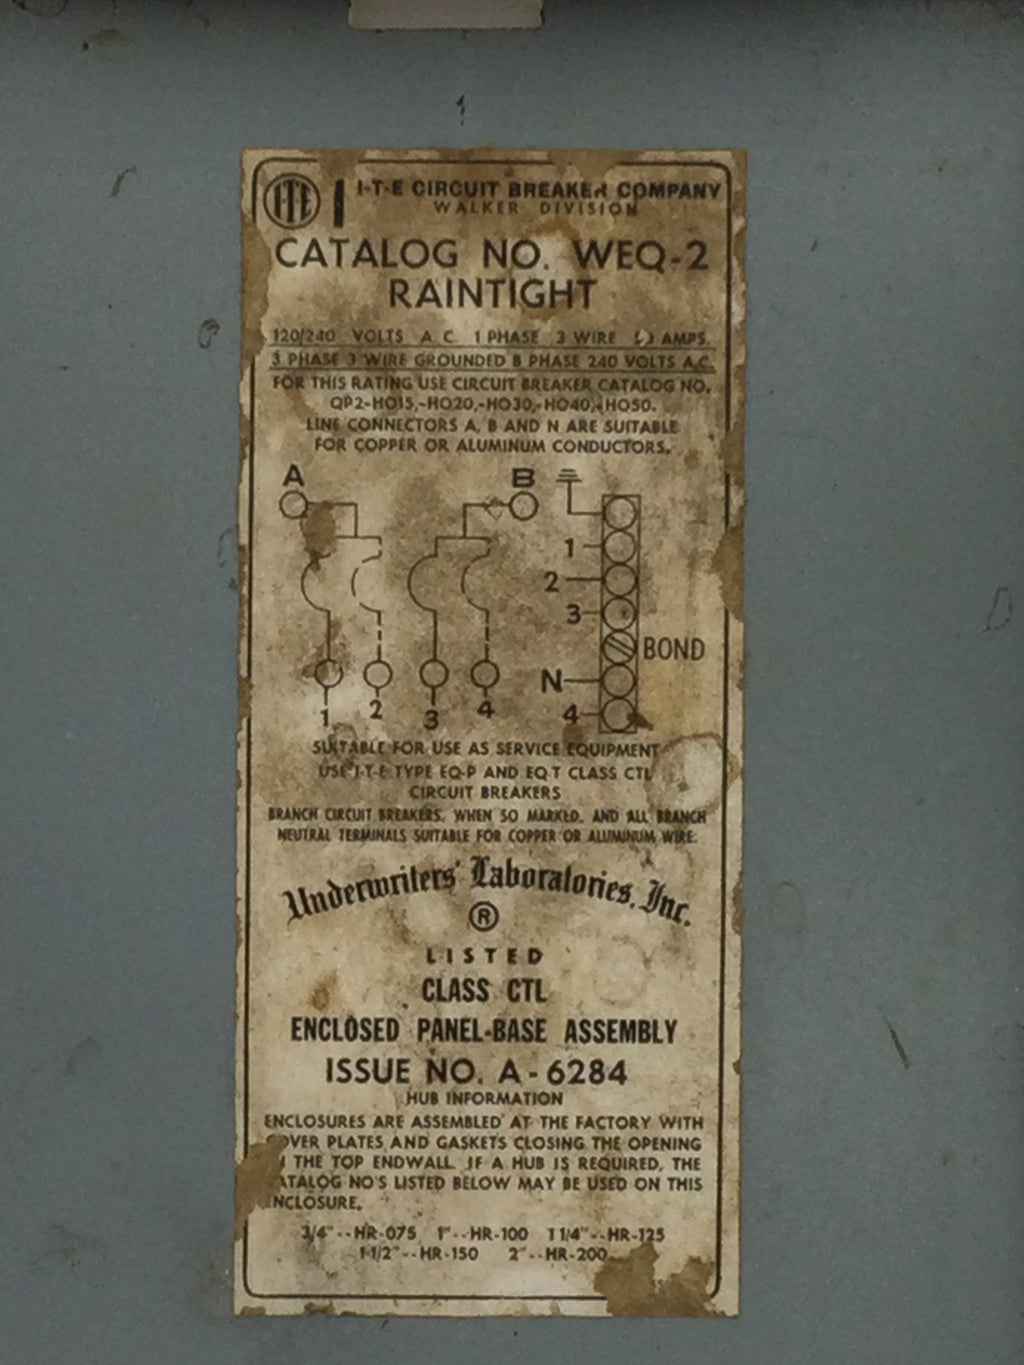 ITE I-T-E CIRCUIT BREAKER COMPANY
WALKER DIVISION
CATALOG NO. WEQ-2
RAINTIGHT
120/240 VOLTS A.C. 1 PHASE 3 WIRE AMPS.
3 PHASE 3 WIRE GROUNDED B PHASE 240 VOLTS A.C.
FOR THIS RATING USE CIRCUIT BREAKER CATALOG NO.
QP2-HO15,-HO20,-HO30,-HO40,-HO50.
LINE CONNECTORS A, B AND N ARE SUITABLE
FOR COPPER OR ALUMINUM CONDUCTORS.
A B
1
2
3
BOND
N
4
1 2 3 4
SUITABLE FOR USE AS SERVICE EQUIPMENT
USE I-T-E TYPE EQ-P AND EQ-T CLASS CTL
CIRCUIT BREAKERS
BRANCH CIRCUIT BREAKERS, WHEN SO MARKED, AND ALL BRANCH
NEUTRAL TERMINALS SUITABLE FOR COPPER OR ALUMINUM WIRE.
Underwriters' Laboratories, Inc.
®
LISTED
CLASS CTL
ENCLOSED PANEL-BASE ASSEMBLY
ISSUE NO. A-6284
HUB INFORMATION
ENCLOSURES ARE ASSEMBLED AT THE FACTORY WITH
COVER PLATES AND GASKETS CLOSING THE OPENING
THE TOP ENDWALL. IF A HUB IS REQUIRED, THE
CATALOG NO'S LISTED BELOW MAY BE USED ON THIS
ENCLOSURE.
3/4"--HR-075 1"--HR-100 1 1/4"--HR-125
1-1/2"--HR-150 2"--HR-200